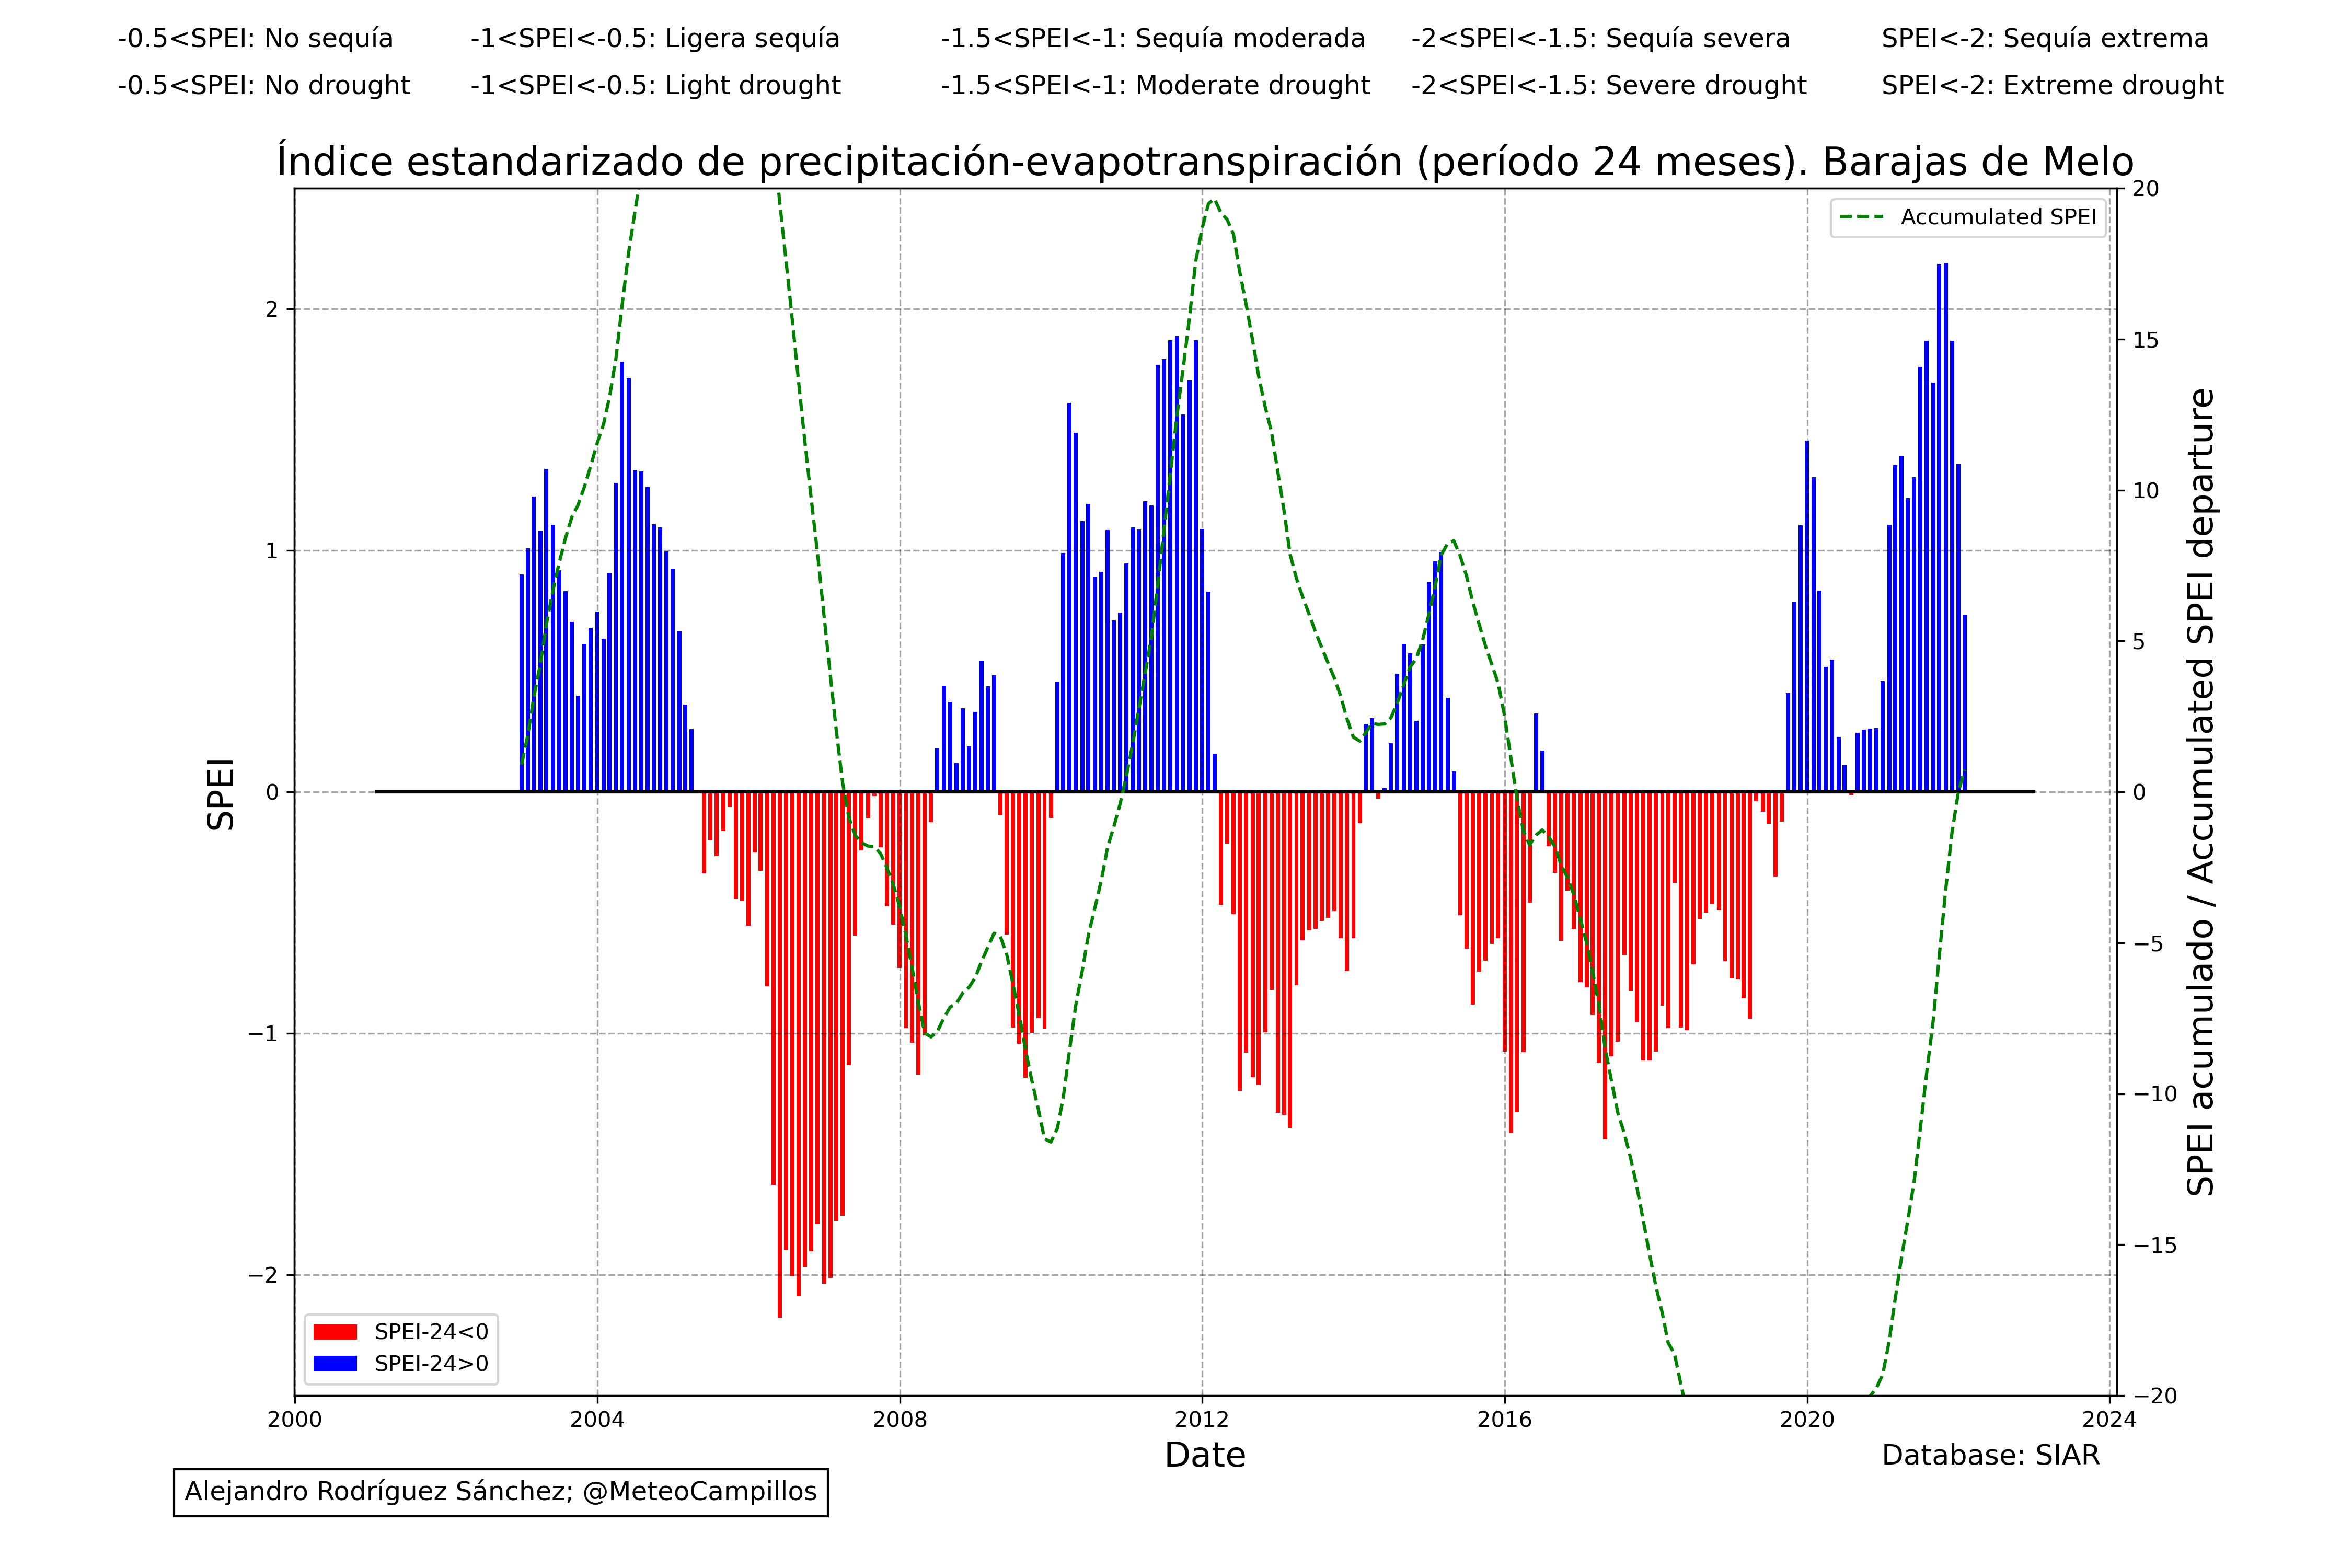 -0.5<SPEI: No sequía -1<SPEI<-0.5: Ligera sequía -1.5<SPEI<-1: Sequía moderada -2<SPEI<-1.5: Sequía severa SPEI<-2: Sequía extrema
-0.5<SPEI: No drought -1<SPEI<-0.5: Light drought -1.5<SPEI<-1: Moderate drought -2<SPEI<-1.5: Severe drought SPEI<-2: Extreme drought
Índice estandarizado de precipitación-evapotranspiración (período 24 meses). Barajas de Melo
Accumulated SPEI
SPEI
2
1
0
−1
−2
20
15
10
5
0
−5
−10
−15
−20
SPEI acumulado / Accumulated SPEI departure
SPEI-24<0
SPEI-24>0
2000 2004 2008 2012 2016 2020 2024
Date
Database: SIAR
Alejandro Rodríguez Sánchez; @MeteoCampillos